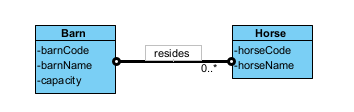 Barn
-barnCode
-barnName
-capacity
resides
0..*
Horse
-horseCode
-horseName